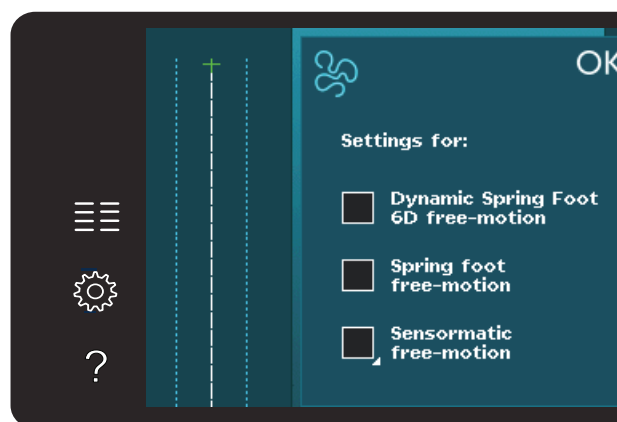 OK
Settings for:
Dynamic Spring Foot
6D free-motion
Spring foot
free-motion
Sensormatic
free-motion
?